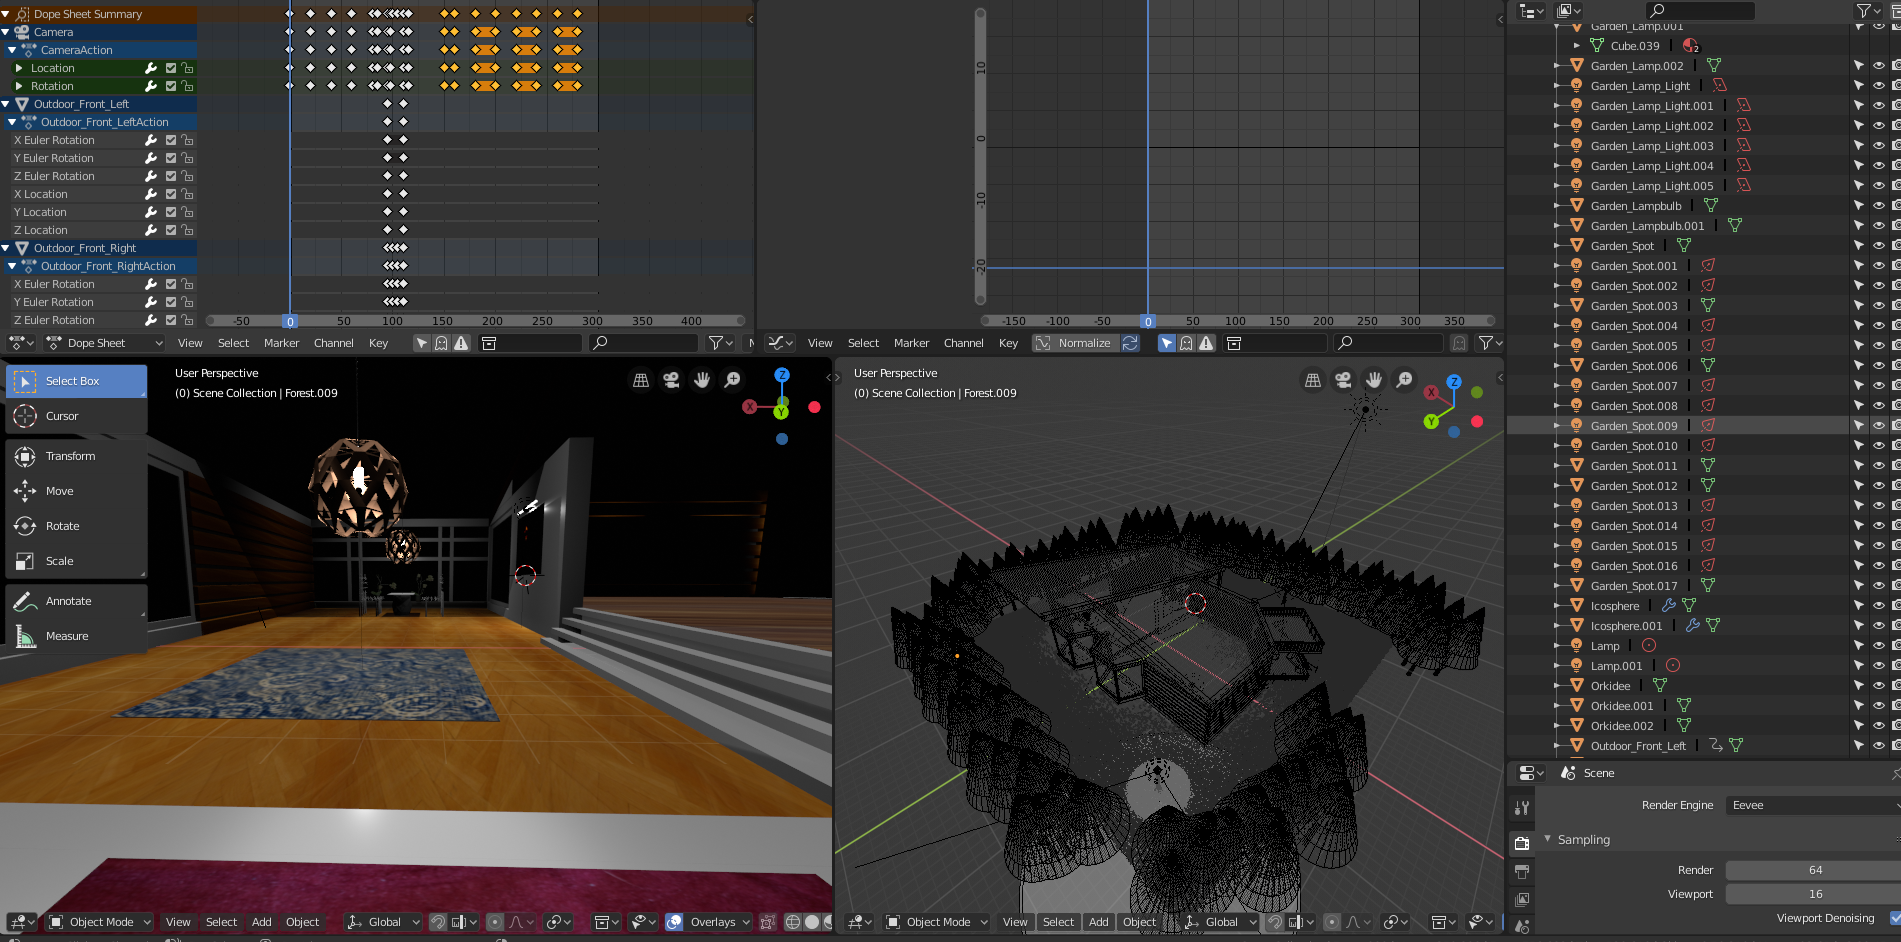 Dope Sheet Summary
Camera
CameraAction
Location
Rotation
Outdoor_Front_Left
Outdoor_Front_LeftAction
X Euler Rotation
Y Euler Rotation
Z Euler Rotation
X Location
Y Location
Z Location
Outdoor_Front_Right
Outdoor_Front_RightAction
X Euler Rotation
Y Euler Rotation
Z Euler Rotation
-50 0 50 100 150 200 250 300 350 400
Dope Sheet View Select Marker Channel Key
10
0
-10
-20
-150 -100 -50 0 50 100 150 200 250 300 350
View Select Marker Channel Key Normalize
Select Box
Cursor
Transform
Move
Rotate
Scale
Annotate
Measure
User Perspective
(0) Scene Collection | Forest.009
Z
X
Y
Object Mode View Select Add Object Global Overlays
User Perspective
(0) Scene Collection | Forest.009
Z
X
Y
Object Mode View Select Add Object Global
Garden_Lamp.001
Cube.039 2
Garden_Lamp.002
Garden_Lamp_Light
Garden_Lamp_Light.001
Garden_Lamp_Light.002
Garden_Lamp_Light.003
Garden_Lamp_Light.004
Garden_Lamp_Light.005
Garden_Lampbulb
Garden_Lampbulb.001
Garden_Spot
Garden_Spot.001
Garden_Spot.002
Garden_Spot.003
Garden_Spot.004
Garden_Spot.005
Garden_Spot.006
Garden_Spot.007
Garden_Spot.008
Garden_Spot.009
Garden_Spot.010
Garden_Spot.011
Garden_Spot.012
Garden_Spot.013
Garden_Spot.014
Garden_Spot.015
Garden_Spot.016
Garden_Spot.017
Icosphere
Icosphere.001
Lamp
Lamp.001
Orkidee
Orkidee.001
Orkidee.002
Outdoor_Front_Left
Scene
Render Engine Eevee
Sampling
Render 64
Viewport 16
Viewport Denoising